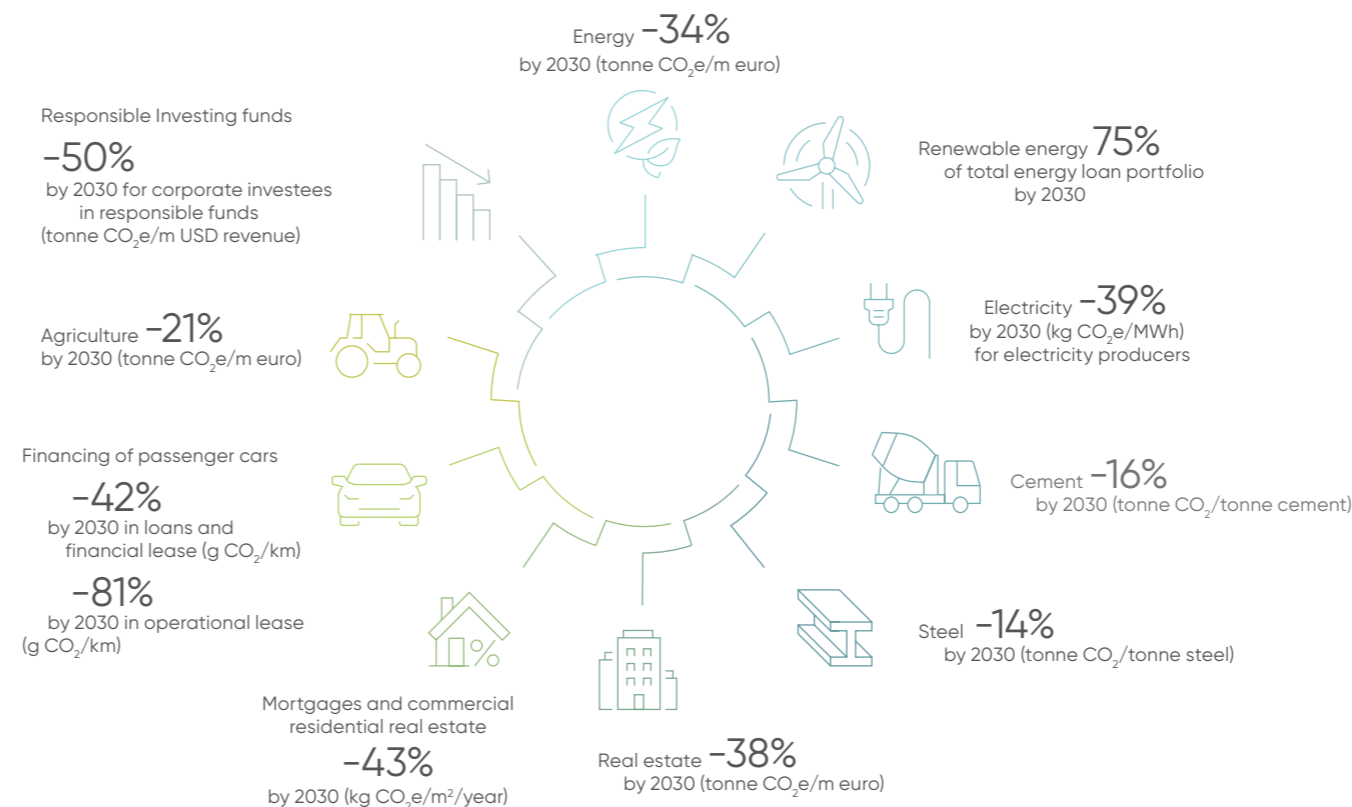 Energy -34%
by 2030 (tonne CO₂e/m euro)
Renewable energy 75%
of total energy loan portfolio
by 2030
Electricity -39%
by 2030 (kg CO₂e/MWh)
for electricity producers
Cement -16%
by 2030 (tonne CO₂/tonne cement)
Steel -14%
by 2030 (tonne CO₂/tonne steel)
Real estate -38%
by 2030 (tonne CO₂e/m euro)
Mortgages and commercial
residential real estate
-43%
by 2030 (kg CO₂e/m²/year)
Financing of passenger cars
-42%
by 2030 in loans and
financial lease (g CO₂/km)
-81%
by 2030 in operational lease
(g CO₂/km)
Agriculture -21%
by 2030 (tonne CO₂e/m euro)
Responsible Investing funds
-50%
by 2030 for corporate investees
in responsible funds
(tonne CO₂e/m USD revenue)
%